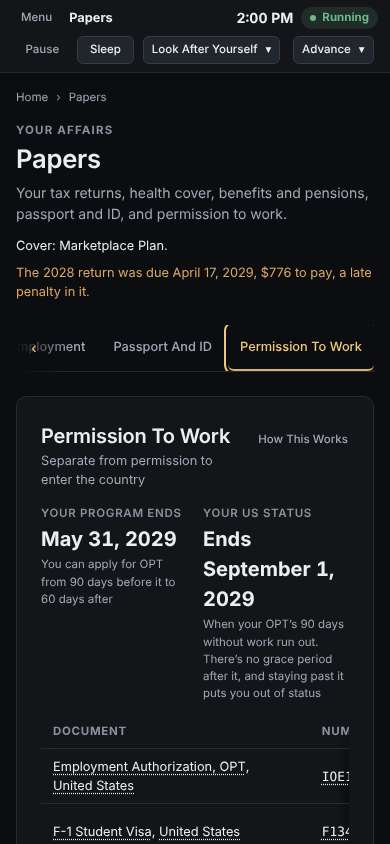 Menu Papers 2:00 PM Running
Pause Sleep Look After Yourself Advance
Home › Papers
YOUR AFFAIRS
Papers
Your tax returns, health cover, benefits and pensions,
passport and ID, and permission to work.
Cover: Marketplace Plan.
The 2028 return was due April 17, 2029, $776 to pay, a late
penalty in it.
Passport And ID Permission To Work
Permission To Work How This Works
Separate from permission to
enter the country
YOUR PROGRAM ENDS
May 31, 2029
You can apply for OPT
from 90 days before it to
60 days after
YOUR US STATUS
Ends
September 1,
2029
When your OPT’s 90 days
without work run out.
There’s no grace period
after it, and staying past it
puts you out of status
DOCUMENT
Employment Authorization, OPT,
United States
F-1 Student Visa, United States